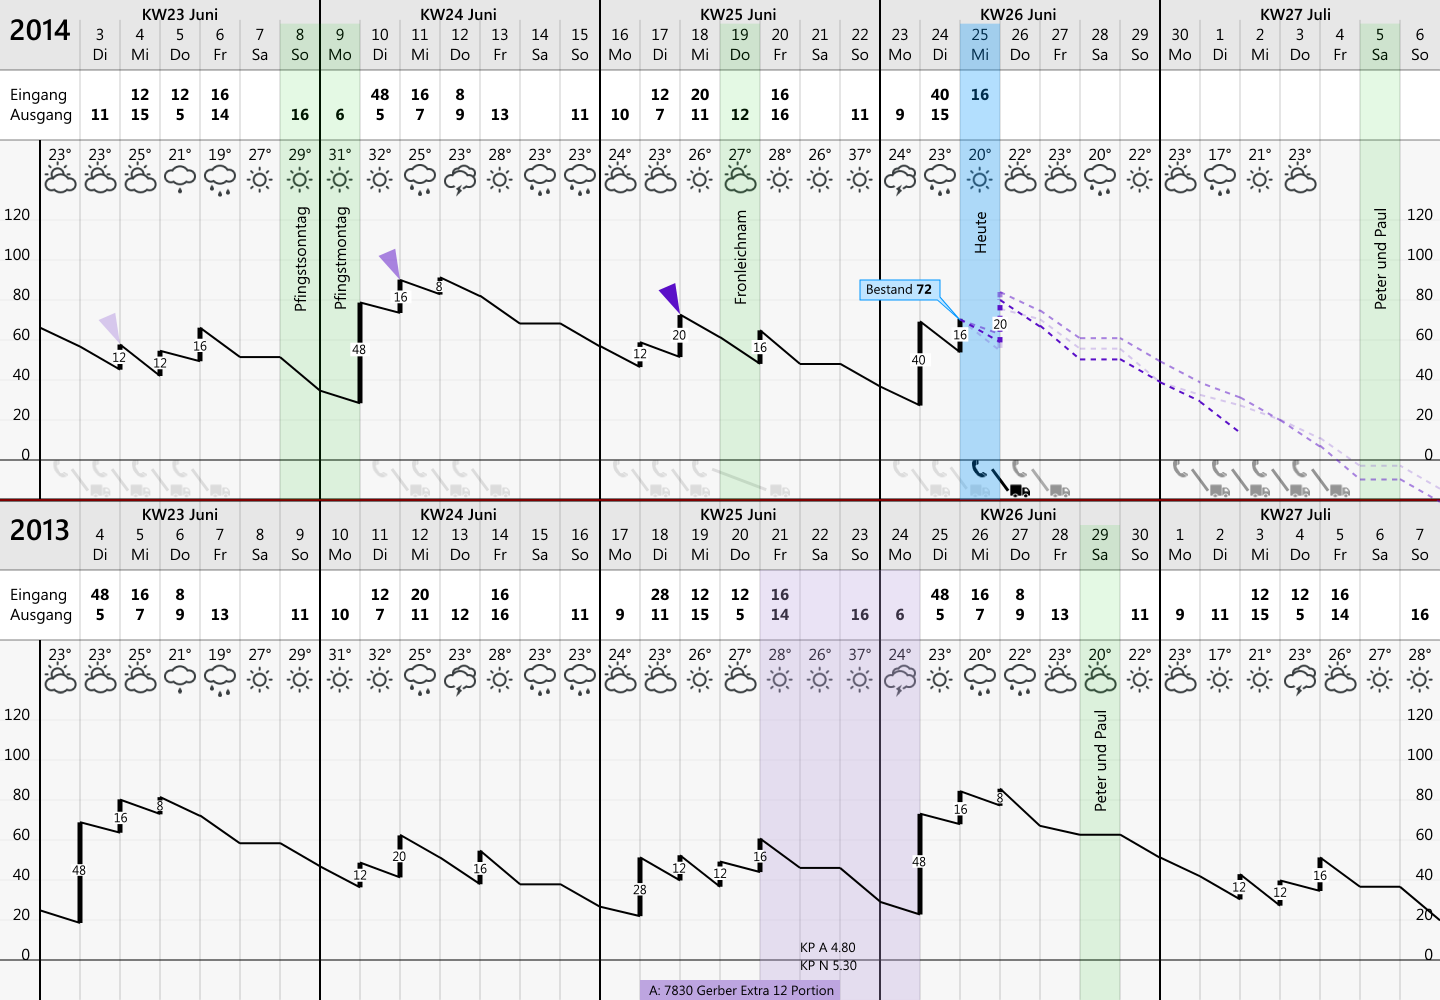 2014
KW23 Juni KW24 Juni KW25 Juni KW26 Juni KW27 Juli
3 4 5 6 7 8 9 10 11 12 13 14 15 16 17 18 19 20 21 22 23 24 25 26 27 28 29 30 1 2 3 4 5 6
Di Mi Do Fr Sa So Mo Di Mi Do Fr Sa So Mo Di Mi Do Fr Sa So Mo Di Mi Do Fr Sa So Mo Di Mi Do Fr Sa So
Eingang 12 12 16 48 16 8 12 20 16 40 16
Ausgang 11 15 5 14 16 6 5 7 9 13 11 10 7 11 12 16 11 9 15
23° 23° 25° 21° 19° 27° 29° 31° 32° 25° 23° 28° 23° 23° 24° 23° 26° 27° 28° 26° 37° 24° 23° 20° 22° 23° 20° 22° 23° 17° 21° 23°
Pfingstsonntag
Pfingstmontag
Fronleichnam
Heute
Peter und Paul
120 120
100 100
Bestand 72
80 80
60 60
40 40
20 20
0 0
12 12 16 48 16 8 12 20 16 40 16 20
2013
KW23 Juni KW24 Juni KW25 Juni KW26 Juni KW27 Juli
4 5 6 7 8 9 10 11 12 13 14 15 16 17 18 19 20 21 22 23 24 25 26 27 28 29 30 1 2 3 4 5 6 7
Di Mi Do Fr Sa So Mo Di Mi Do Fr Sa So Mo Di Mi Do Fr Sa So Mo Di Mi Do Fr Sa So Mo Di Mi Do Fr Sa So
Eingang 48 16 8 12 20 16 28 12 12 16 48 16 8 12 12 16
Ausgang 5 7 9 13 11 10 7 11 12 16 11 9 11 15 5 14 16 6 5 7 9 13 11 9 11 15 5 14 16
23° 23° 25° 21° 19° 27° 29° 31° 32° 25° 23° 28° 23° 23° 24° 23° 26° 27° 28° 26° 37° 24° 23° 20° 22° 23° 20° 22° 23° 17° 21° 23° 26° 27° 28°
Peter und Paul
120 120
100 100
80 80
60 60
40 40
20 20
0 0
48 16 8 12 20 16 28 12 12 16 48 16 8 12 12 16
KP A 4.80
KP N 5.30
A: 7830 Gerber Extra 12 Portion